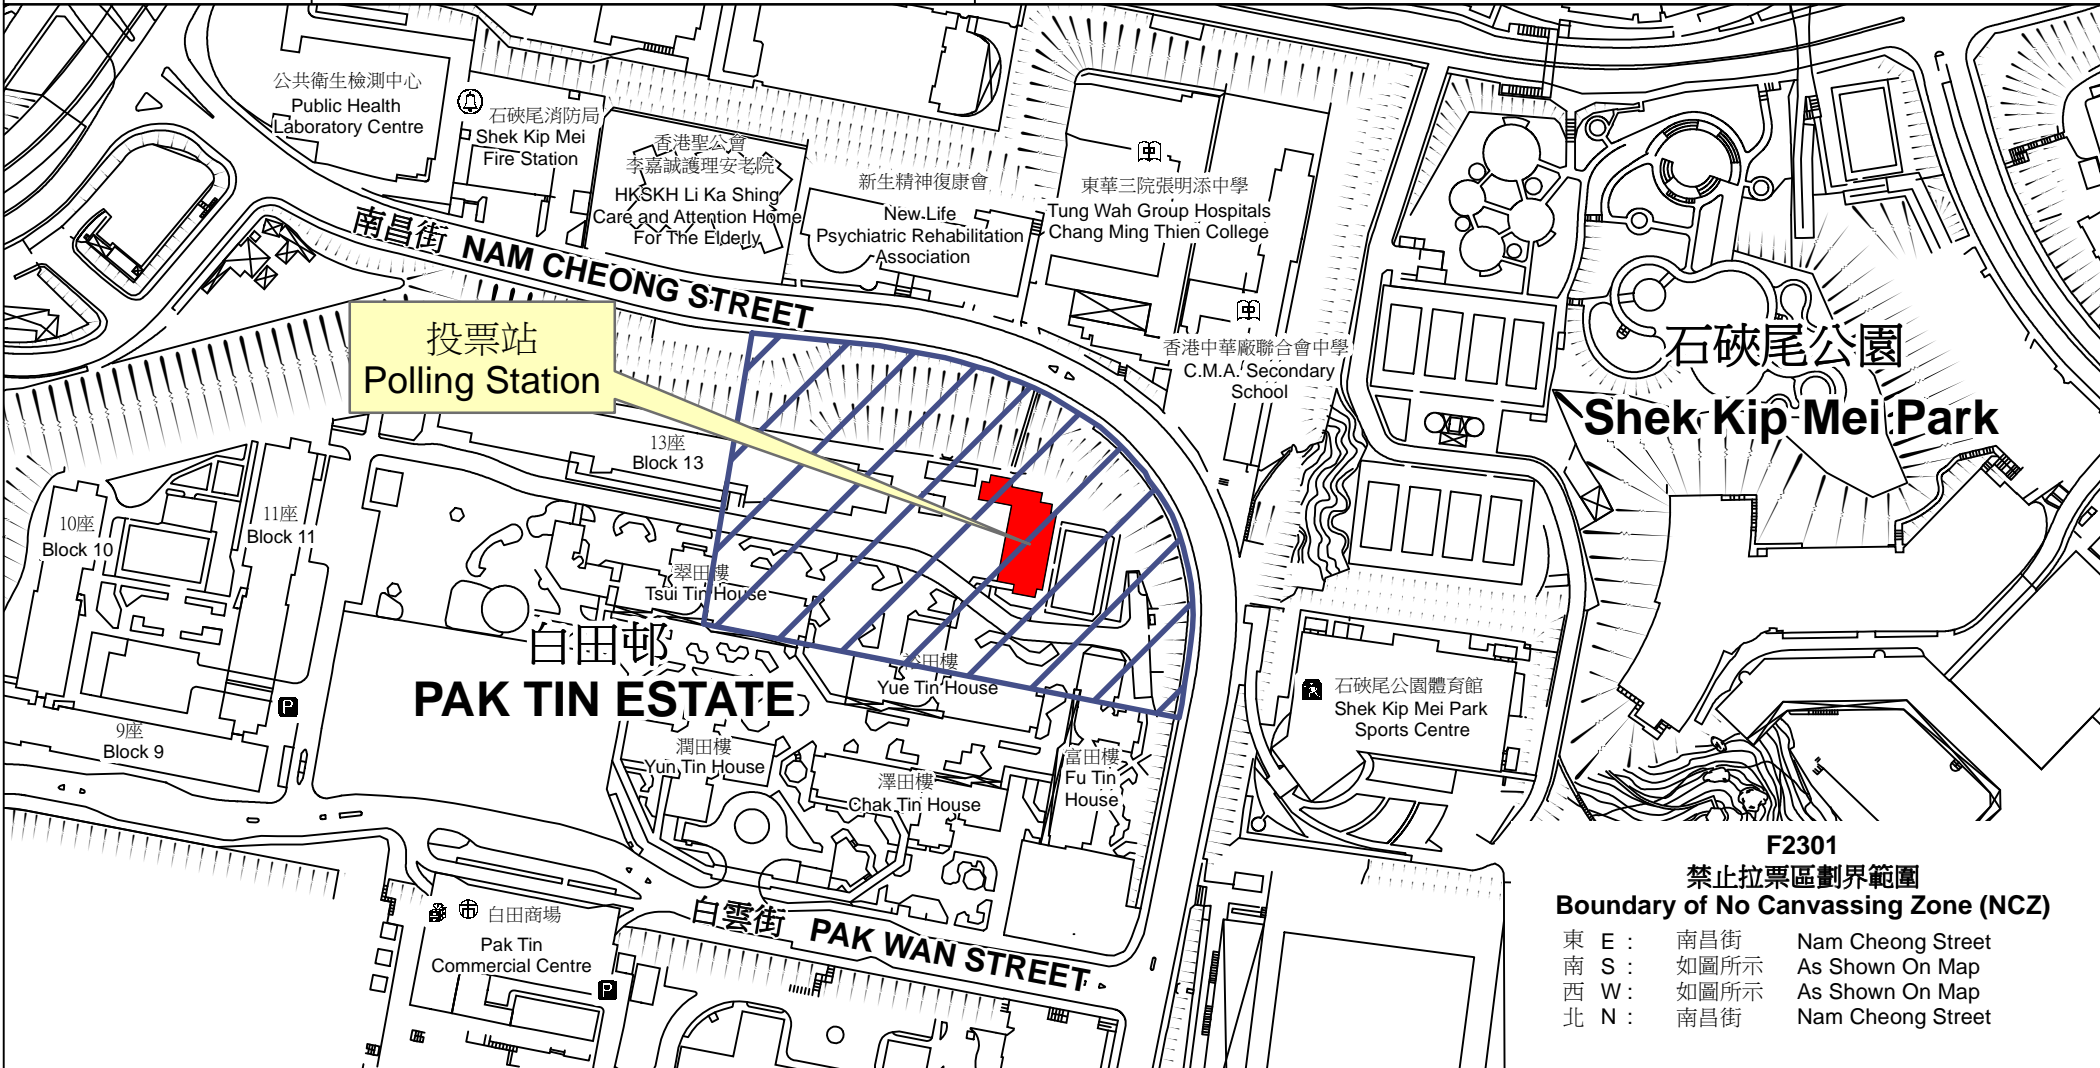 公共衞生檢測中心
Public Health
Laboratory Centre
石硤尾消防局
Shek Kip Mei
Fire Station
香港聖公會
李嘉誠護理安老院
HKSKH Li Ka Shing
Care and Attention Home
For The Elderly
新生精神復康會
New Life
Psychiatric Rehabilitation
Association
東華三院張明添中學
Tung Wah Group Hospitals
Chang Ming Thien College
南昌街 NAM CHEONG STREET
香港中華廠聯合會中學
C.M.A. Secondary
School
石硤尾公園
Shek Kip Mei Park
投票站
Polling Station
13座
Block 13
10座
Block 10
11座
Block 11
翠田樓
Tsui Tin House
白田邨
PAK TIN ESTATE
裕田樓
Yue Tin House
石硤尾公園體育館
Shek Kip Mei Park
Sports Centre
P
9座
Block 9
潤田樓
Yun Tin House
澤田樓
Chak Tin House
富田樓
Fu Tin
House
白田商場
Pak Tin
Commercial Centre
P
白雲街 PAK WAN STREET
F2301
禁止拉票區劃界範圍
Boundary of No Canvassing Zone (NCZ)
東 E : 南昌街 Nam Cheong Street
南 S : 如圖所示 As Shown On Map
西 W : 如圖所示 As Shown On Map
北 N : 南昌街 Nam Cheong Street